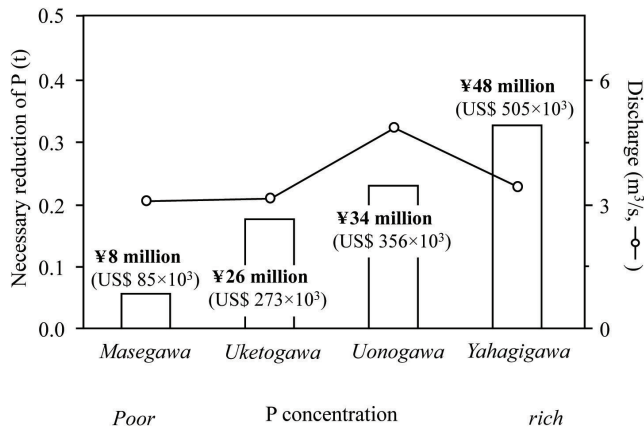 Necessary reduction of P (t)
0.5
0.4
0.3
0.2
0.1
0.0
¥8 million
(US$ 85×10³)
¥26 million
(US$ 273×10³)
¥34 million
(US$ 356×10³)
¥48 million
(US$ 505×10³)
6
3
0
Discharge (m³/s, )
Masegawa Uketogawa Uonogawa Yahagigawa
Poor P concentration rich